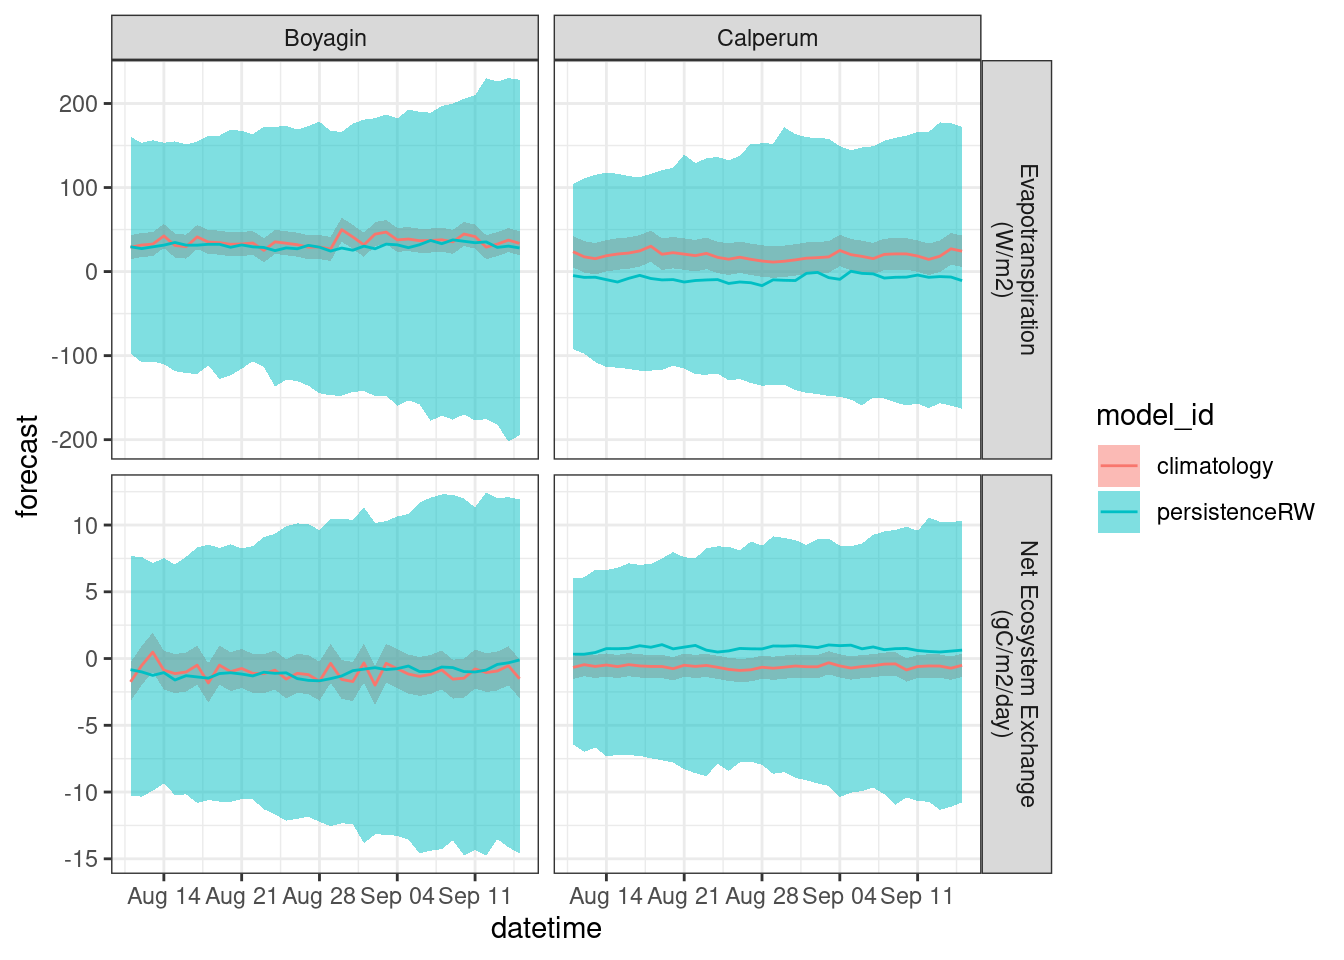 Boyagin
Calperum
200
100
0
-100
-200
Evapotranspiration
(W/m2)
10
5
0
-5
-10
-15
Net Ecosystem Exchange
(gC/m2/day)
Aug 14 Aug 21 Aug 28 Sep 04 Sep 11
Aug 14 Aug 21 Aug 28 Sep 04 Sep 11
datetime
forecast
model_id
climatology
persistenceRW